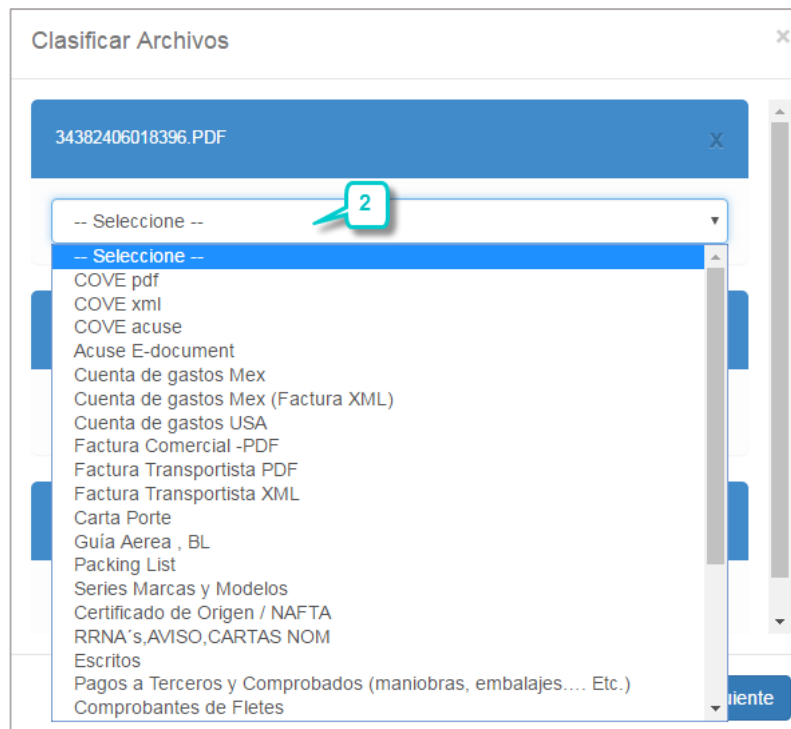 Clasificar Archivos ×
34382406018396.PDF X
-- Seleccione -- 2
-- Seleccione --
COVE pdf
COVE xml
COVE acuse
Acuse E-document
Cuenta de gastos Mex
Cuenta de gastos Mex (Factura XML)
Cuenta de gastos USA
Factura Comercial -PDF
Factura Transportista PDF
Factura Transportista XML
Carta Porte
Guía Aerea , BL
Packing List
Series Marcas y Modelos
Certificado de Origen / NAFTA
RRNA´s,AVISO,CARTAS NOM
Escritos
Pagos a Terceros y Comprobados (maniobras, embalajes.... Etc.)
Comprobantes de Fletes